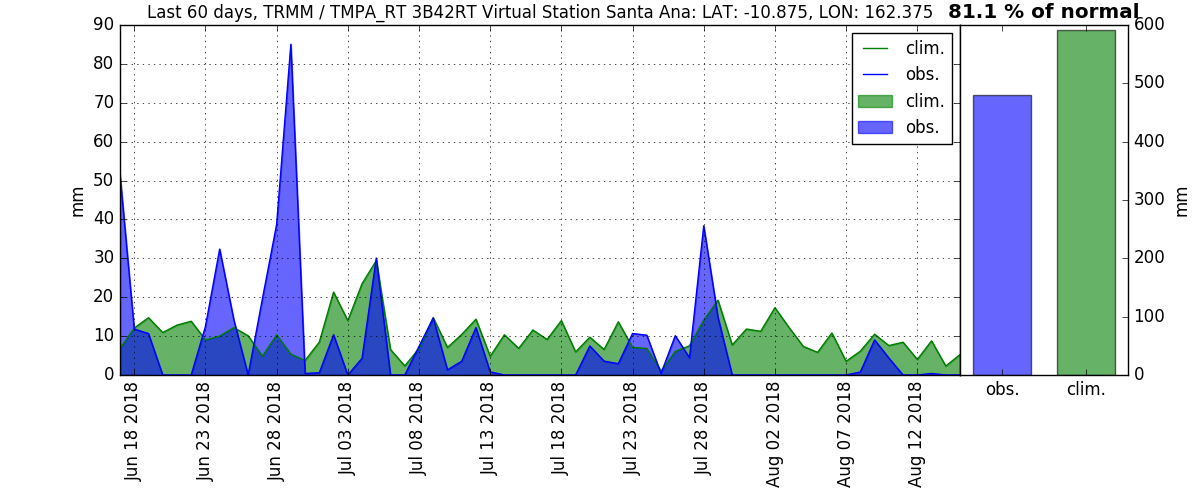 Last 60 days, TRMM / TMPA_RT 3B42RT Virtual Station Santa Ana: LAT: -10.875, LON: 162.375
81.1 % of normal
90
80
70
60
50
40
30
20
10
0
mm
clim.
obs.
clim.
obs.
Jun 18 2018
Jun 23 2018
Jun 28 2018
Jul 03 2018
Jul 08 2018
Jul 13 2018
Jul 18 2018
Jul 23 2018
Jul 28 2018
Aug 02 2018
Aug 07 2018
Aug 12 2018
600
500
400
300
200
100
0
mm
obs.
clim.